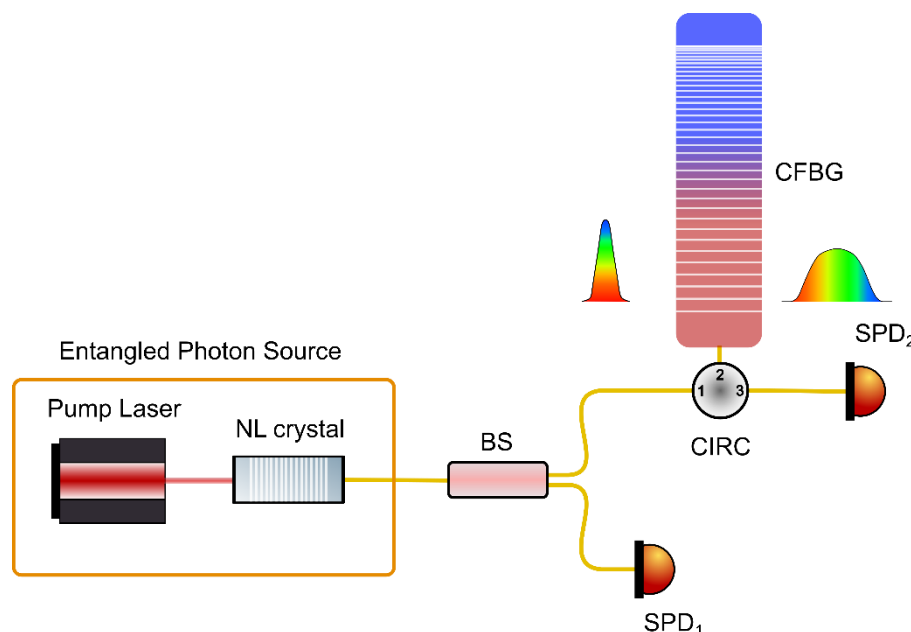 CFBG
SPD2
2
1 3
CIRC
Entangled Photon Source
Pump Laser
NL crystal
BS
SPD1